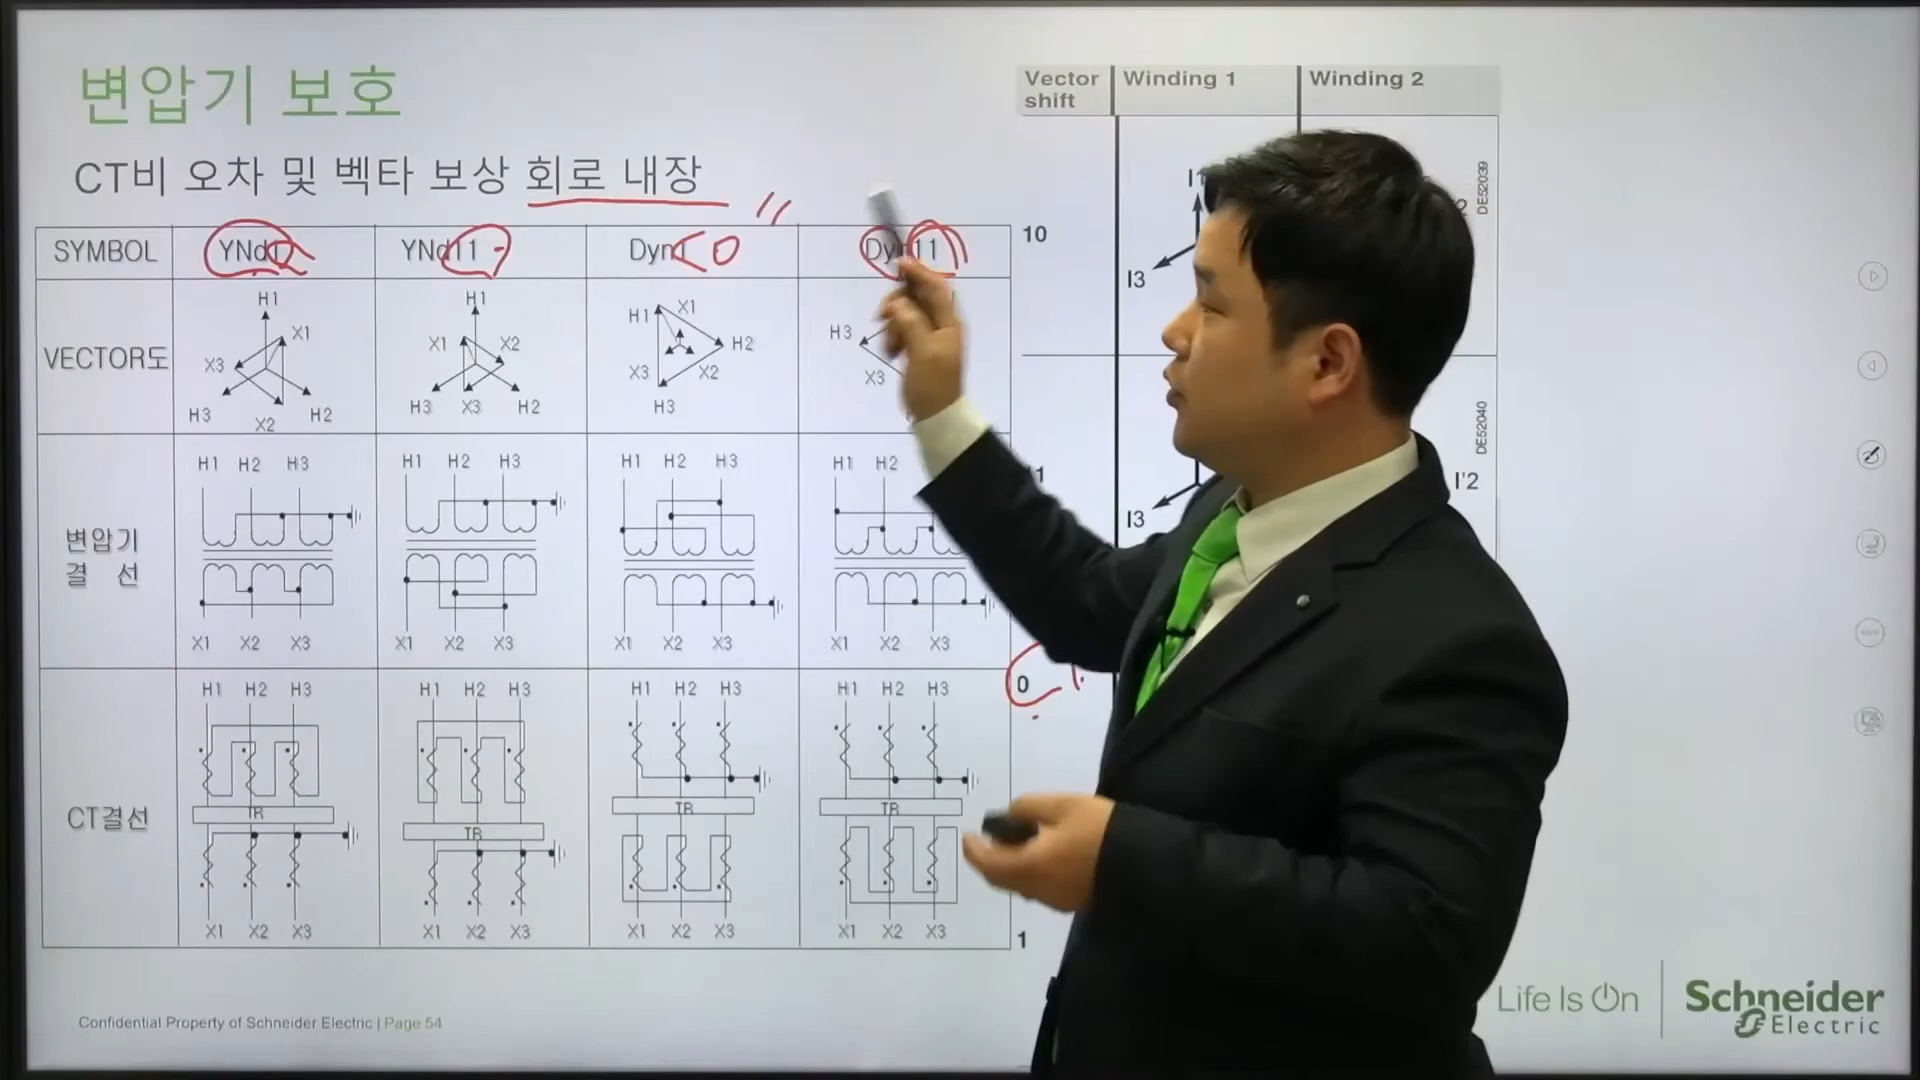 변압기 보호
CT비 오차 및 벡타 보상 회로 내장
SYMBOL YNd1 YNd11 Dyn1 Dyn11
VECTOR도
H1 X1 X3 H3 X2 H2
H1 X1 X2 H3 X3 H2
H1 X1 H2 X3 X2 H3
H3 X3
변압기
결 선
H1 H2 H3
X1 X2 X3
H1 H2 H3
X1 X2 X3
H1 H2 H3
X1 X2 X3
H1 H2
X1 X2 X3
CT결선
H1 H2 H3
TR
X1 X2 X3
H1 H2 H3
TR
X1 X2 X3
H1 H2 H3
TR
X1 X2 X3
H1 H2 H3
TR
X1 X2 X3
Vector shift Winding 1 Winding 2
10
I3
DE52039
I3
I'2
DE52040
0
1
Confidential Property of Schneider Electric | Page 54
Life Is On
Schneider Electric